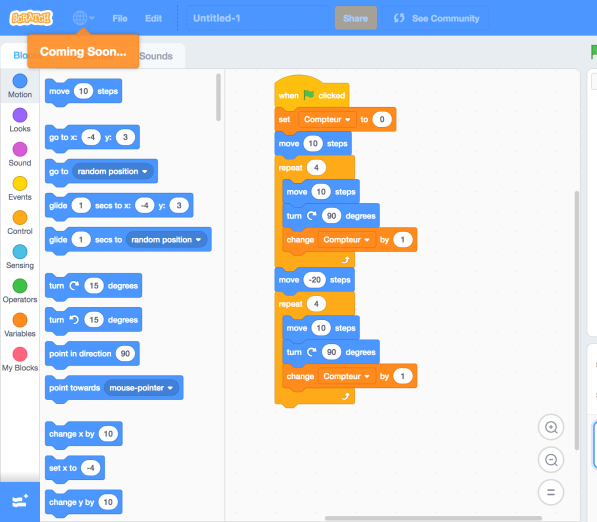 SCRATCH File Edit Untitled-1 Share See Community
Coming Soon...
Sounds
Motion
Looks
Sound
Events
Control
Sensing
Operators
Variables
My Blocks
move 10 steps
go to x: -4 y: 3
go to random position
glide 1 secs to x: -4 y: 3
glide 1 secs to random position
turn 15 degrees
turn 15 degrees
point in direction 90
point towards mouse-pointer
change x by 10
set x to -4
change y by 10
when clicked
set Compteur to 0
move 10 steps
repeat 4
move 10 steps
turn 90 degrees
change Compteur by 1
move -20 steps
repeat 4
move 10 steps
turn 90 degrees
change Compteur by 1